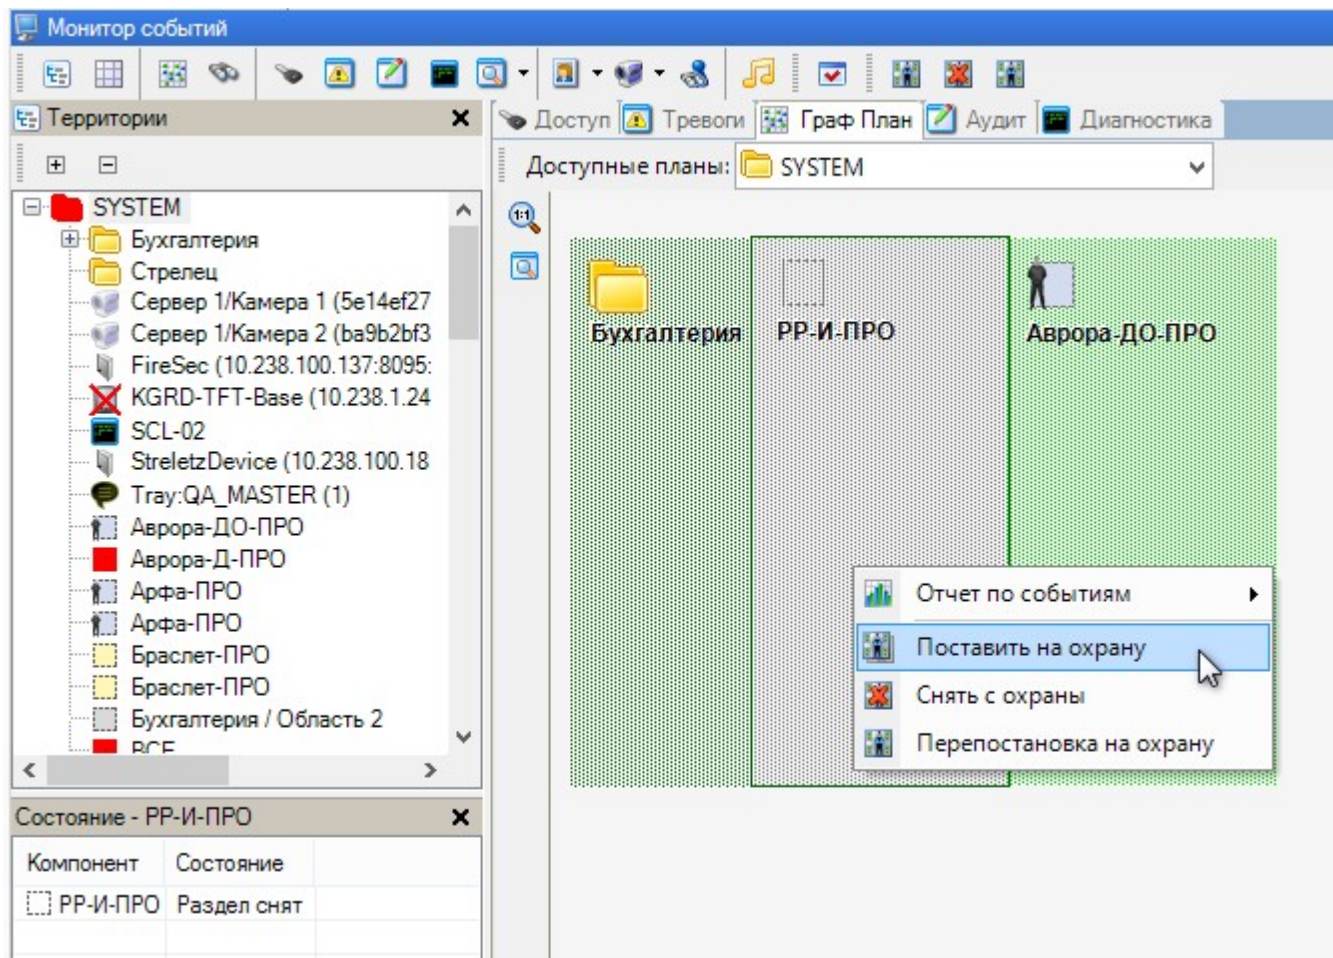 Монитор событий
Территории
Доступ
Тревоги
Граф План
Аудит
Диагностика
Доступные планы:
SYSTEM
1:1
SYSTEM
Бухгалтерия
Стрелец
Сервер 1/Камера 1 (5e14ef27
Сервер 1/Камера 2 (ba9b2bf3
FireSec (10.238.100.137:8095:
KGRD-TFT-Base (10.238.1.24
SCL-02
StreletzDevice (10.238.100.18
Tray:QA_MASTER (1)
Аврора-ДО-ПРО
Аврора-Д-ПРО
Арфа-ПРО
Арфа-ПРО
Браслет-ПРО
Браслет-ПРО
Бухгалтерия / Область 2
ВСЕ
Бухгалтерия
РР-И-ПРО
Аврора-ДО-ПРО
Отчет по событиям
Поставить на охрану
Снять с охраны
Перепостановка на охрану
Состояние - РР-И-ПРО
Компонент Состояние
РР-И-ПРО Раздел снят